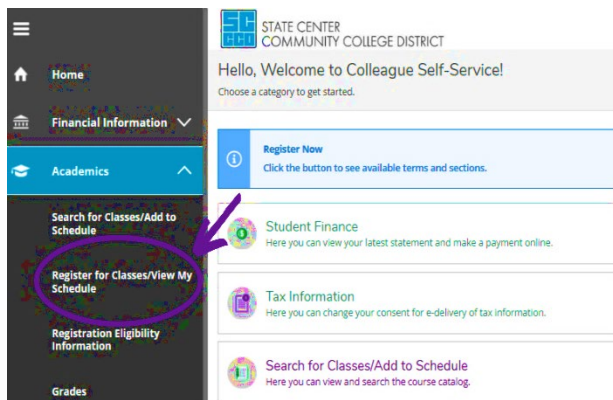 SC
CCD
STATE CENTER
COMMUNITY COLLEGE DISTRICT
Home
Financial Information
Academics
Search for Classes/Add to
Schedule
Register for Classes/View My
Schedule
Registration Eligibility
Information
Grades
Hello, Welcome to Colleague Self-Service!
Choose a category to get started.
Register Now
Click the button to see available terms and sections.
Student Finance
Here you can view your latest statement and make a payment online.
Tax Information
Here you can change your consent for e-delivery of tax information.
Search for Classes/Add to Schedule
Here you can view and search the course catalog.